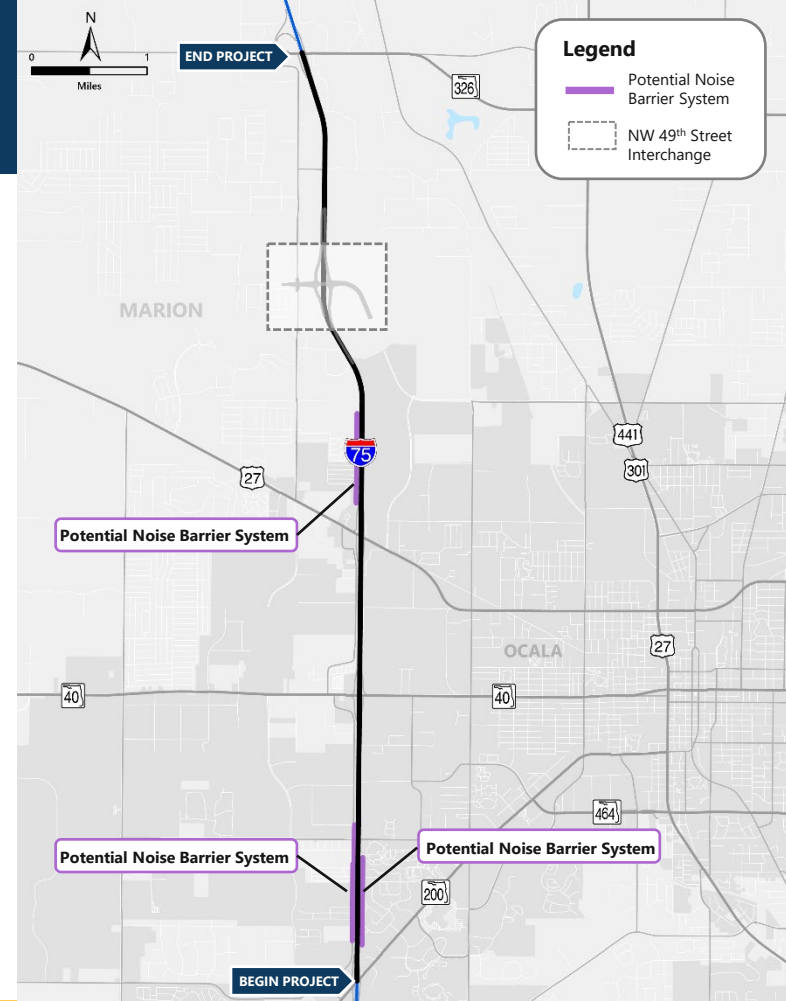 N
0 1
Miles
END PROJECT
326
Legend
Potential Noise
Barrier System
NW 49th Street
Interchange
MARION
441
75
301
27
Potential Noise Barrier System
OCALA
27
40
40
464
Potential Noise Barrier System
Potential Noise Barrier System
200
BEGIN PROJECT